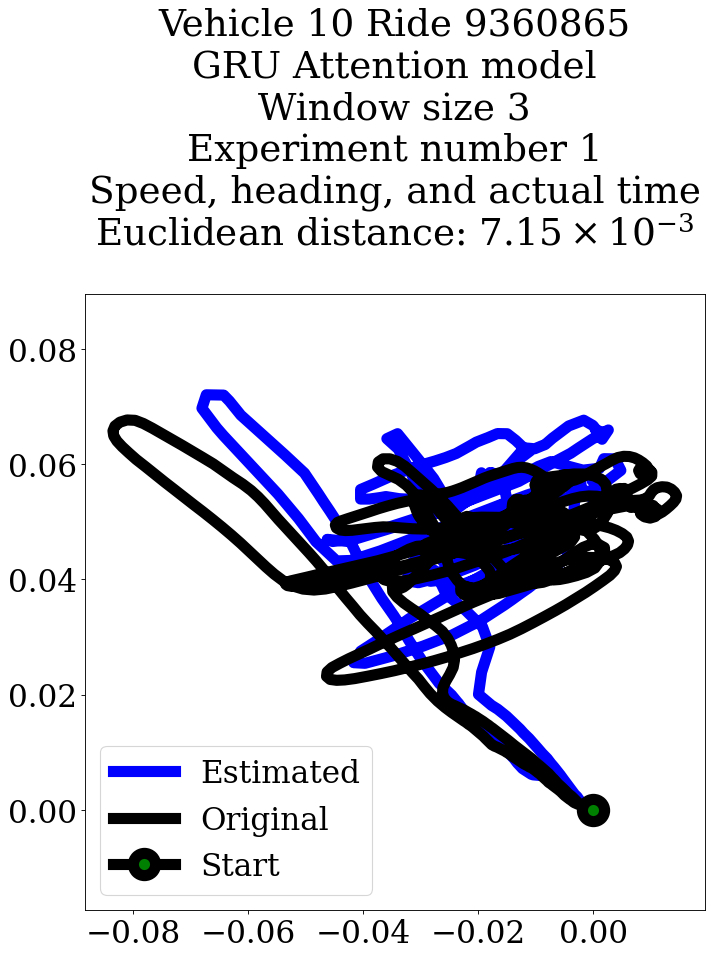 Vehicle 10 Ride 9360865
GRU Attention model
Window size 3
Experiment number 1
Speed, heading, and actual time
Euclidean distance: 7.15 × 10⁻³
0.08
0.06
0.04
0.02
0.00
Estimated
Original
Start
−0.08 −0.06 −0.04 −0.02 0.00